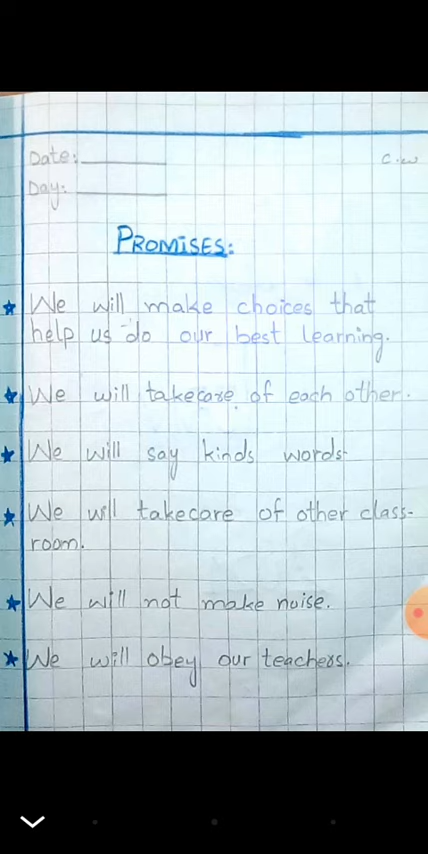 Date:
C.W
Day:
PROMISES:
We will make choices that
help us do our best learning.
We will takecare of each other.
We will say kinds words.
We will takecare of other class-
room.
We will not make noise.
We will obey our teachers.